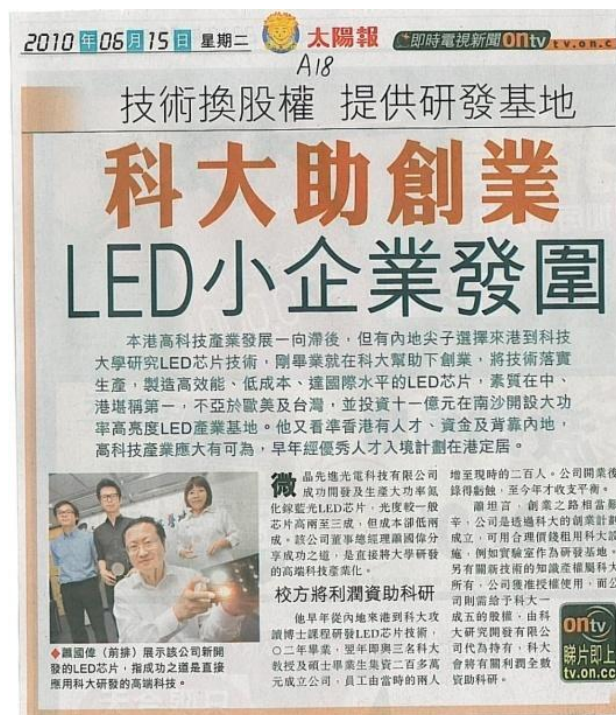 2010年06月15日 星期二 太陽報 即時電視新聞ontv tv.on.c
A18
技術換股權 提供研發基地
科大助創業
LED小企業發圍
本港高科技產業發展一向滯後，但有內地尖子選擇來港到科技
大學研究LED芯片技術，剛畢業就在科大幫助下創業，將技術落實
生產，製造高效能、低成本、達國際水平的LED芯片，素質在中、
港堪稱第一，不亞於歐美及台灣，並投資十一億元在南沙開設大功
率高亮度LED產業基地。他又看準香港有人才、資金及背靠內地，
高科技產業應大有可為，早年經優秀人才入境計劃在港定居。
微晶先進光電科技有限公司
成功開發及生產大功率氮
化鎵藍光LED芯片，光度較一般
芯片高兩至三成，但成本卻低兩
成。該公司董事總經理蕭國偉分
享成功之道，是直接將大學研發
的高端科技產業化。
校方將利潤資助科研
他早年從內地來港到科大攻
讀博士課程研發LED芯片技術，
○二年畢業，翌年即與三名科大
教授及碩士畢業生集資二百多萬
元成立公司，員工由當時的兩人
增至現時的二百人。公司開業後
錄得虧蝕，至今年才收支平衡。
蕭坦言，創業之路相當艱
辛，公司是透過科大的創業計劃
成立，可用合理價錢租用科大設
施，例如實驗室作為研發基地，
另有關新技術的知識產權屬科大
所有，公司獲准授權使用，而公
司則需給予科大一
成五的股權，由科
大研究開發有限公
司代為持有，科大
會將有關利潤全數
資助科研。
ontv
睇片即上
tv.on.cc
◆蕭國偉（前排）展示該公司新開
發的LED芯片，指成功之道是直接
應用科大研發的高端科技。